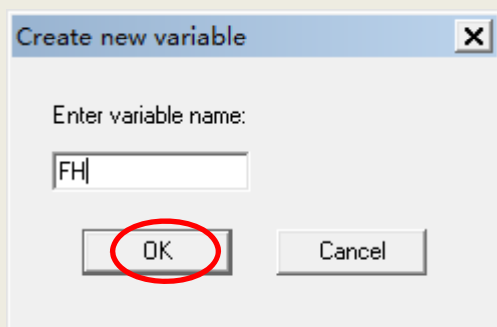 Create new variable
Enter variable name:
FH
OK
Cancel